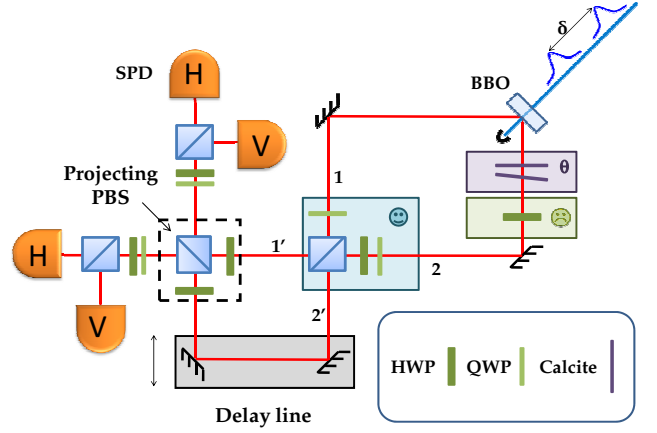 δ
SPD
H
BBO
V
θ
Projecting
PBS
1
H
1'
2
V
2'
HWP
QWP
Calcite
Delay line